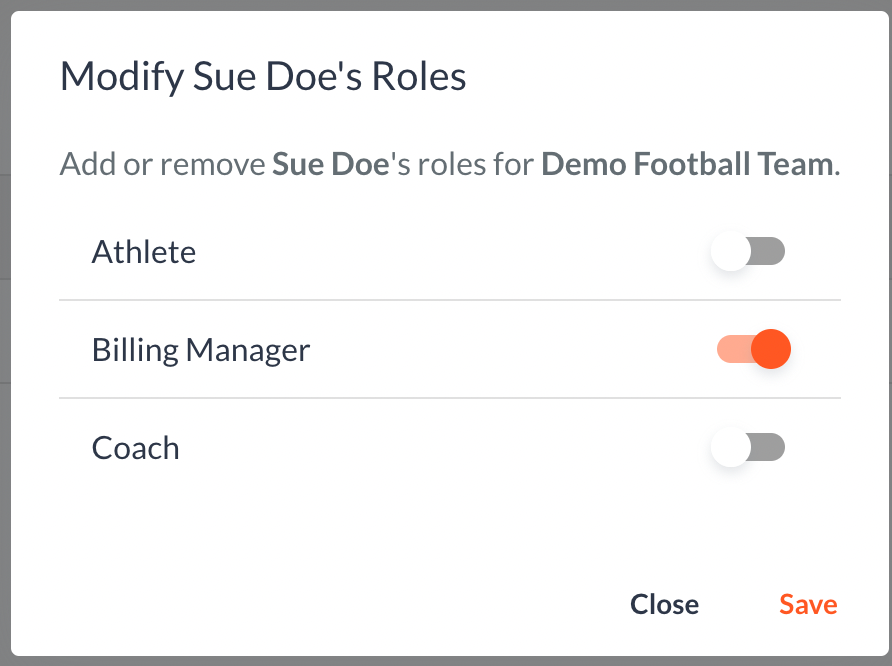 Modify Sue Doe's Roles
Add or remove Sue Doe's roles for Demo Football Team.
Athlete
Billing Manager
Coach
Close Save